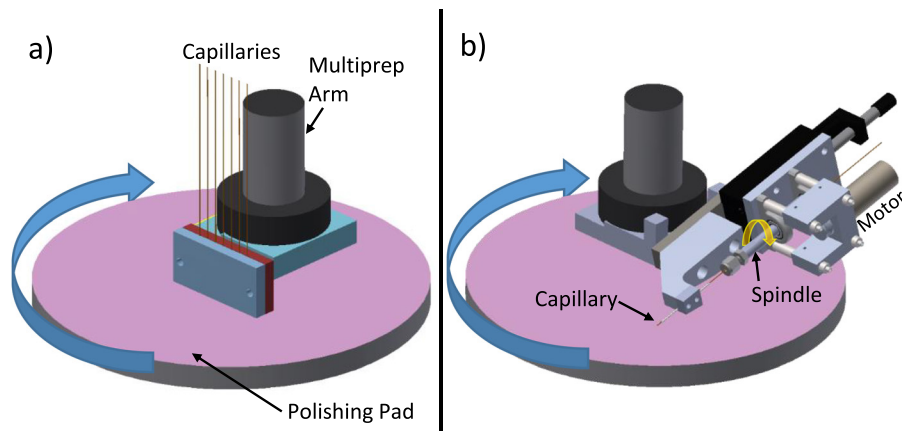 a)
Capillaries
Multiprep
Arm
Polishing Pad
b)
Motor
Spindle
Capillary